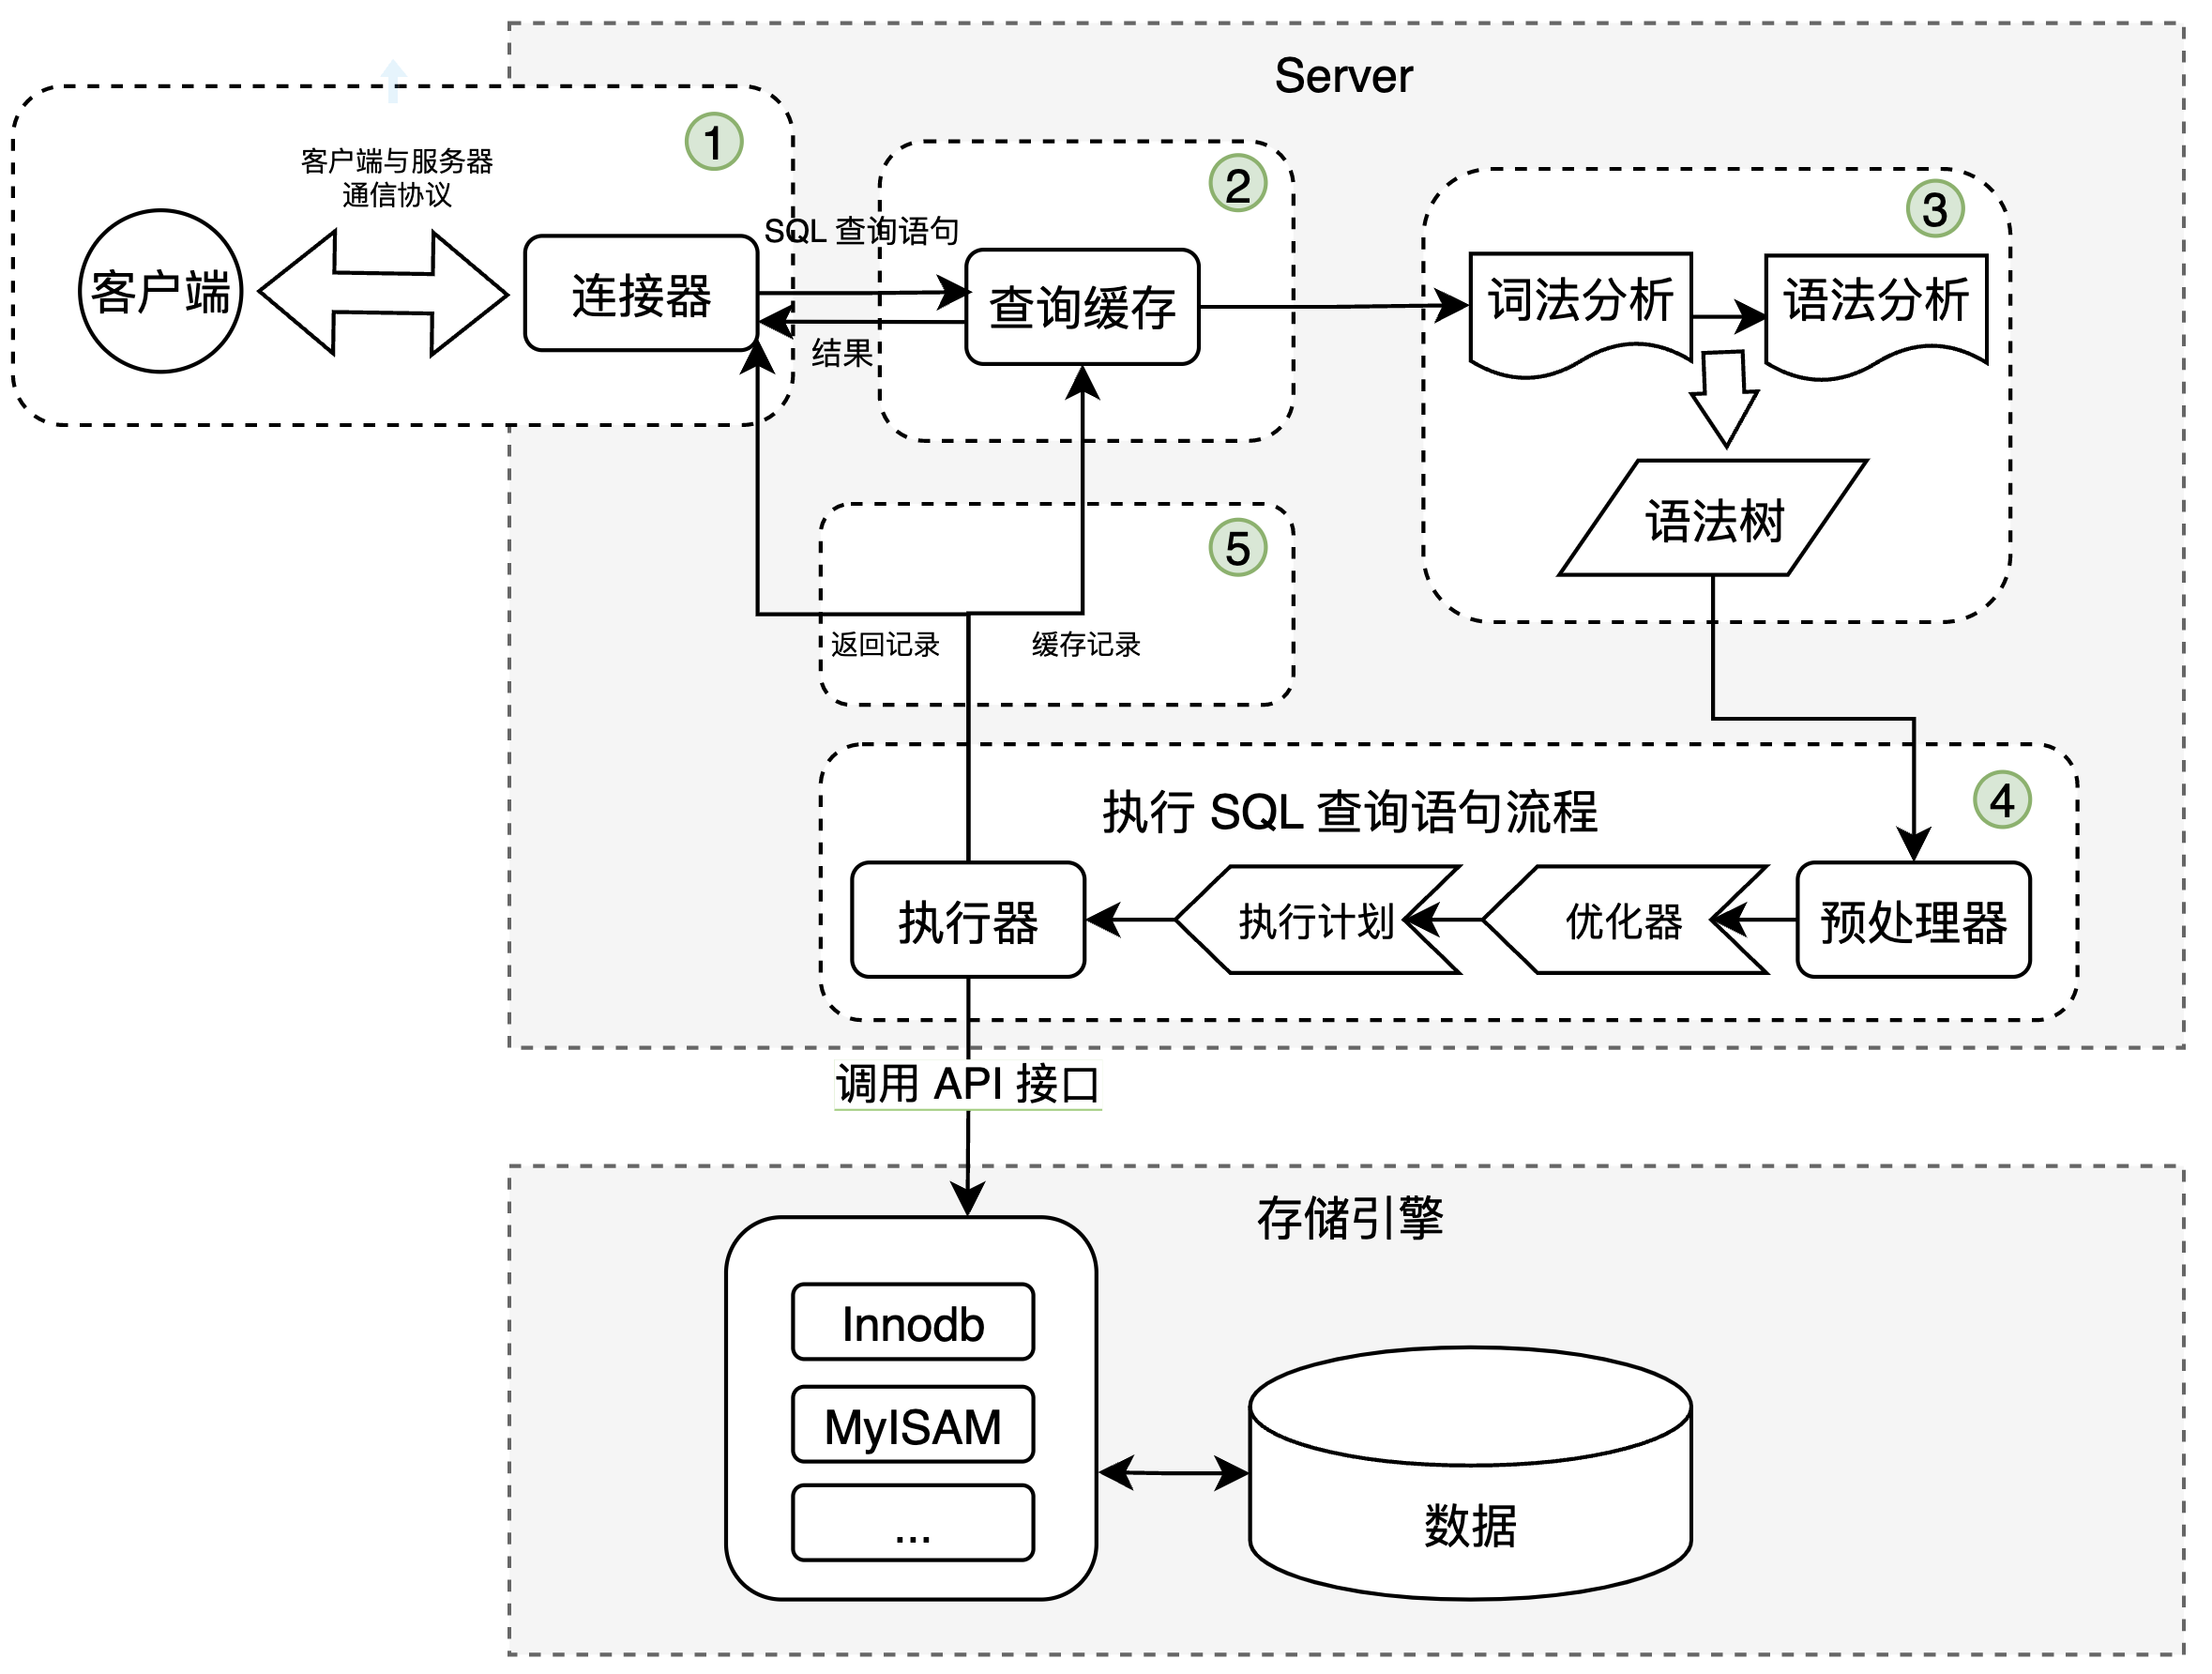 Server
1
客户端与服务器
通信协议
客户端
连接器
SQL 查询语句
结果
2
查询缓存
3
词法分析
语法分析
语法树
5
返回记录
缓存记录
4
执行 SQL 查询语句流程
执行器
执行计划
优化器
预处理器
调用 API 接口
存储引擎
Innodb
MyISAM
...
数据